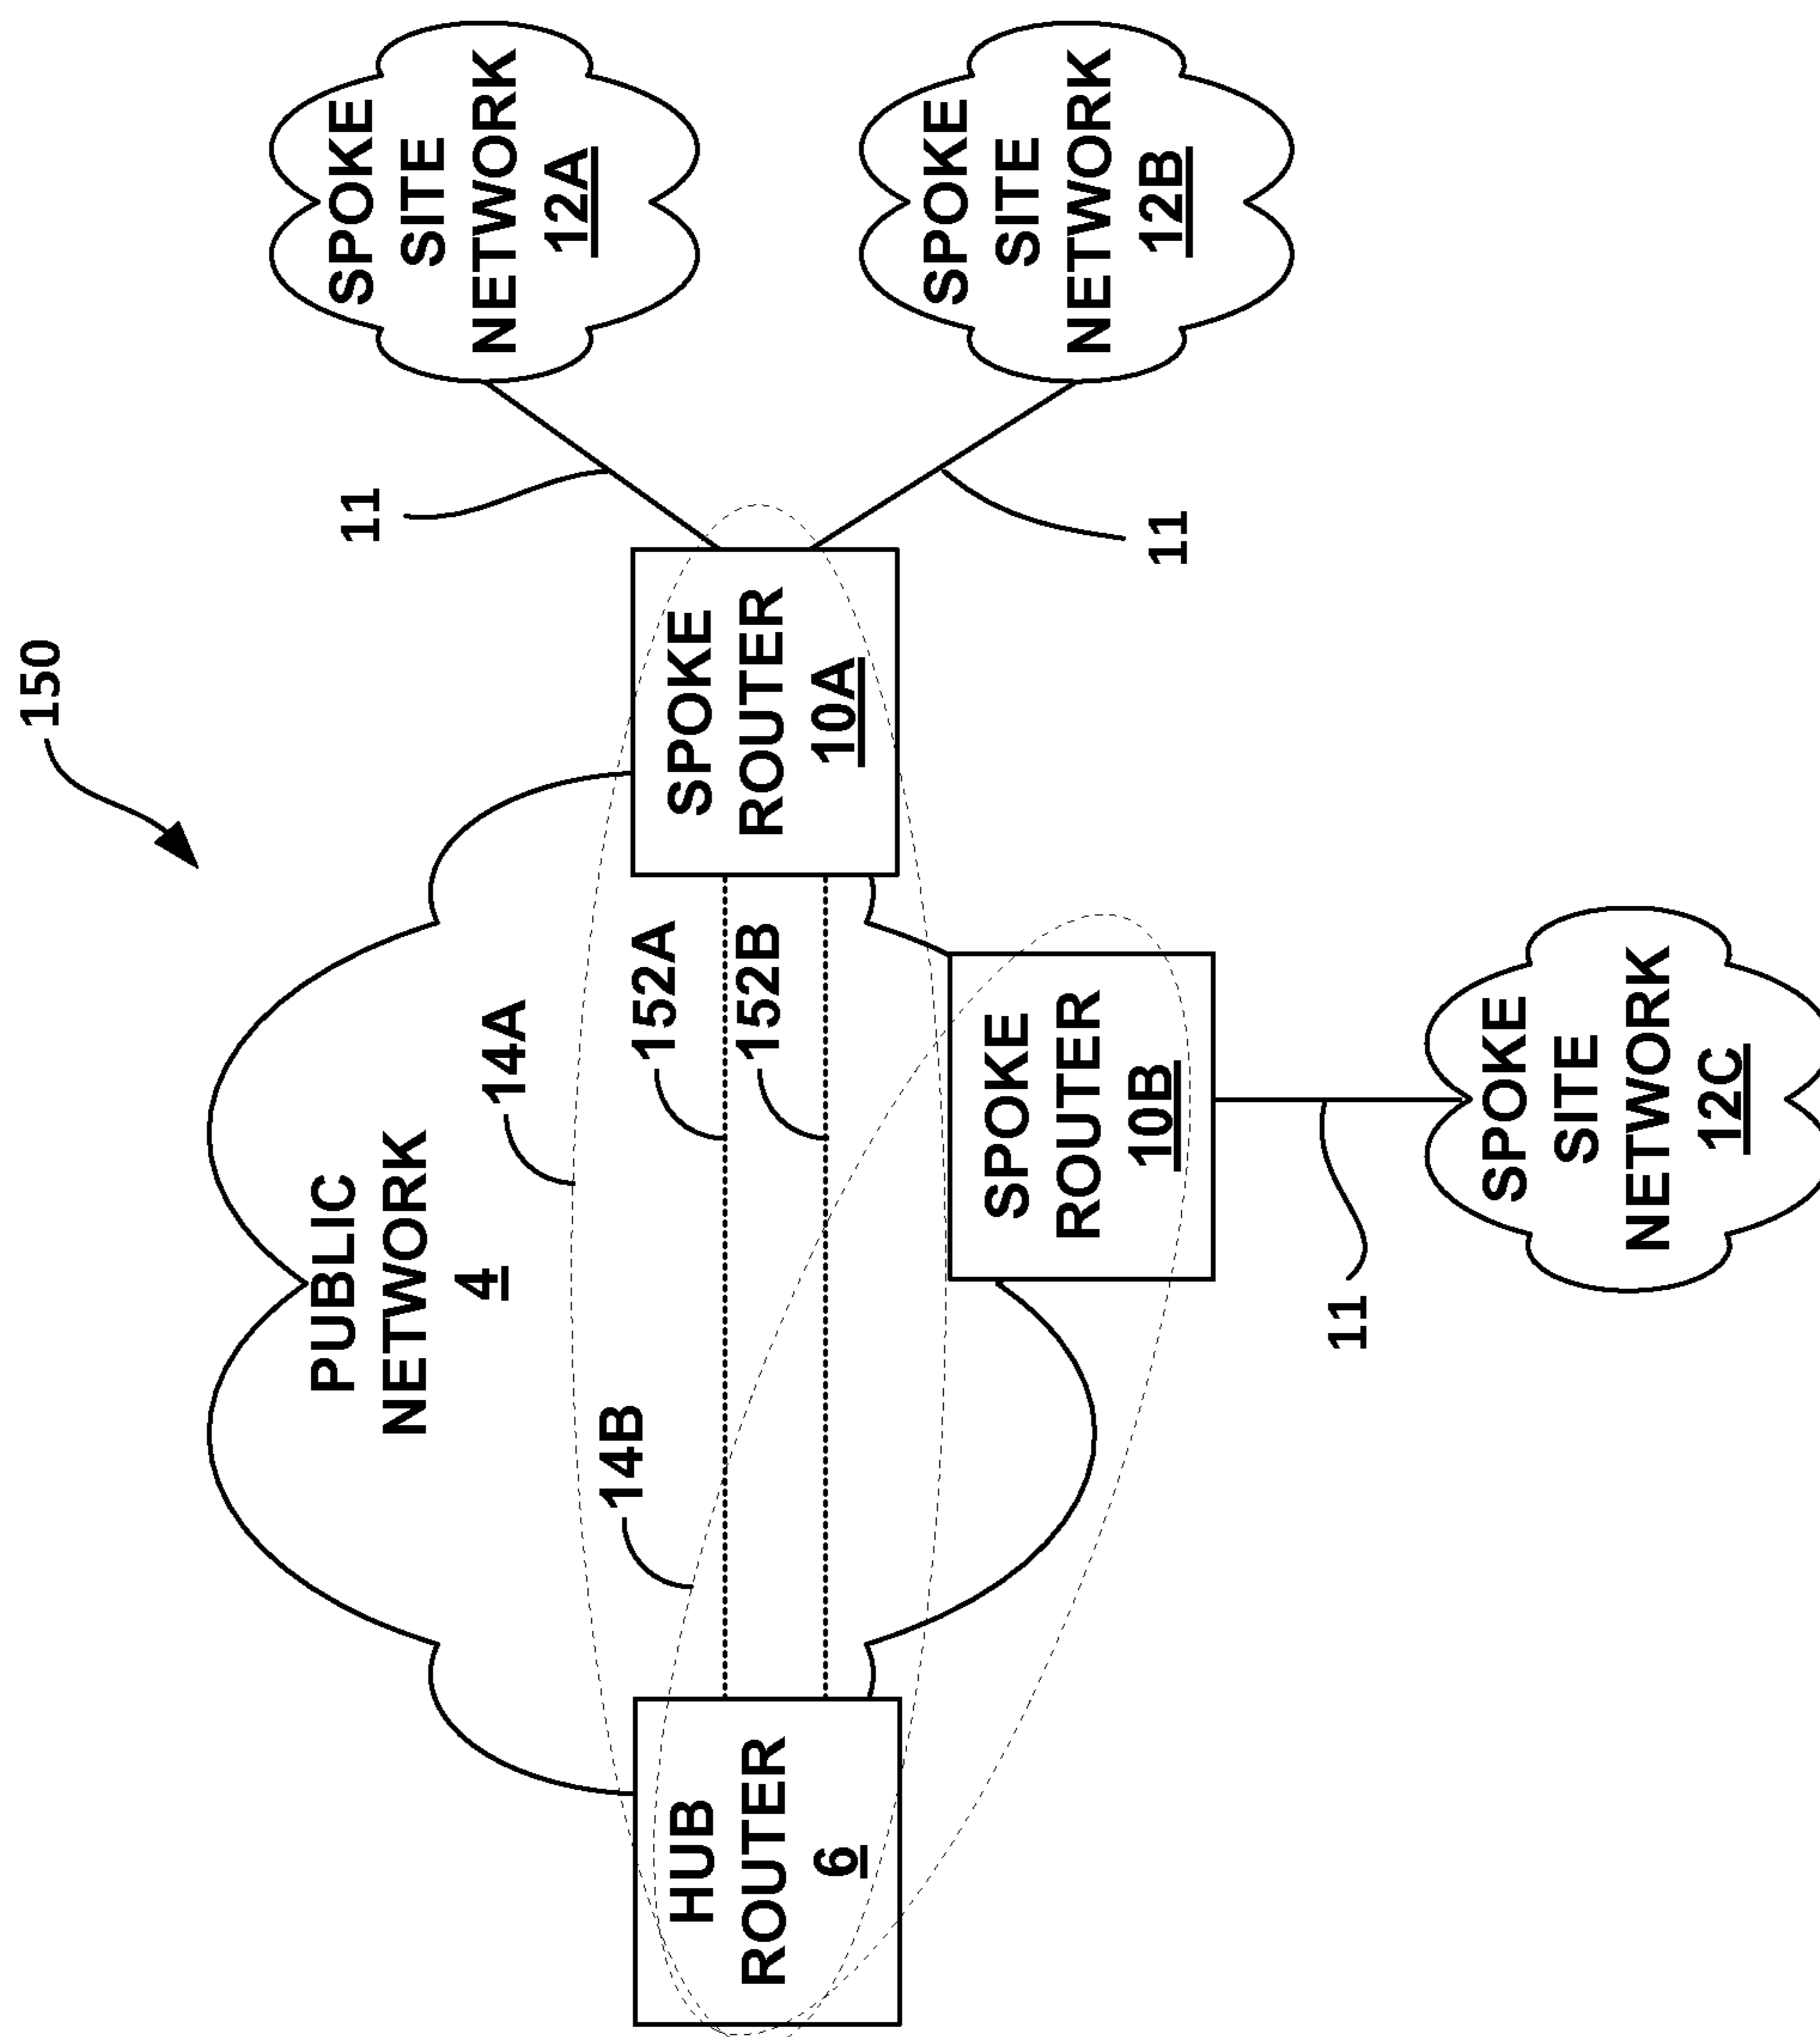 150
PUBLIC
NETWORK
4
14A
14B
152A
152B
HUB
ROUTER
6
SPOKE
ROUTER
10A
SPOKE
ROUTER
10B
11
11
11
SPOKE
SITE
NETWORK
12A
SPOKE
SITE
NETWORK
12B
SPOKE
SITE
NETWORK
12C